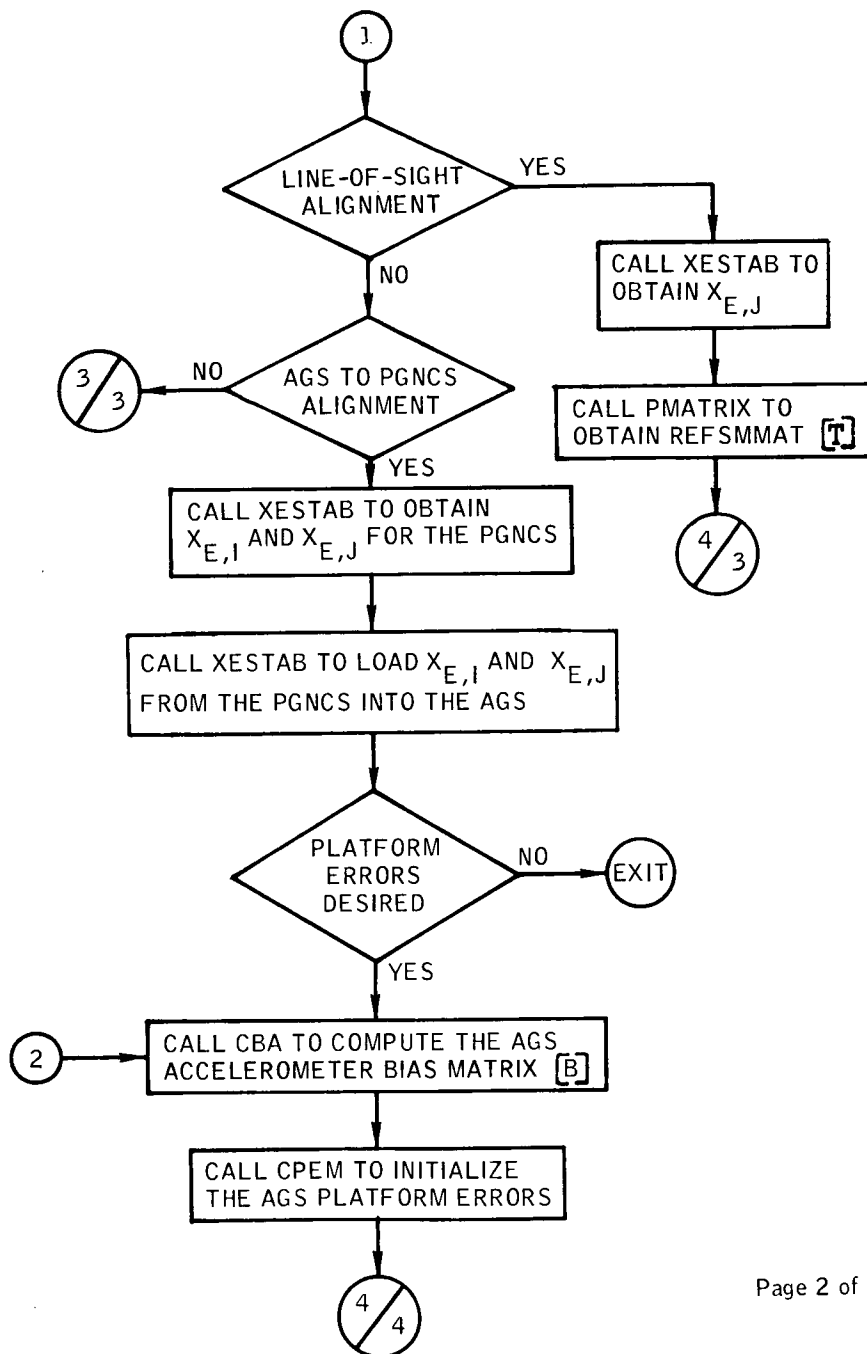 1
LINE-OF-SIGHT
ALIGNMENT
YES
NO
CALL XESTAB TO
OBTAIN X_E,J
CALL PMATRIX TO
OBTAIN REFSMMAT [T]
4/3
AGS TO PGNCS
ALIGNMENT
NO
3/3
YES
CALL XESTAB TO OBTAIN
X_E,I AND X_E,J FOR THE PGNCS
CALL XESTAB TO LOAD X_E,I AND X_E,J
FROM THE PGNCS INTO THE AGS
PLATFORM
ERRORS
DESIRED
NO
EXIT
YES
2
CALL CBA TO COMPUTE THE AGS
ACCELEROMETER BIAS MATRIX [B]
CALL CPEM TO INITIALIZE
THE AGS PLATFORM ERRORS
4/4
Page 2 of